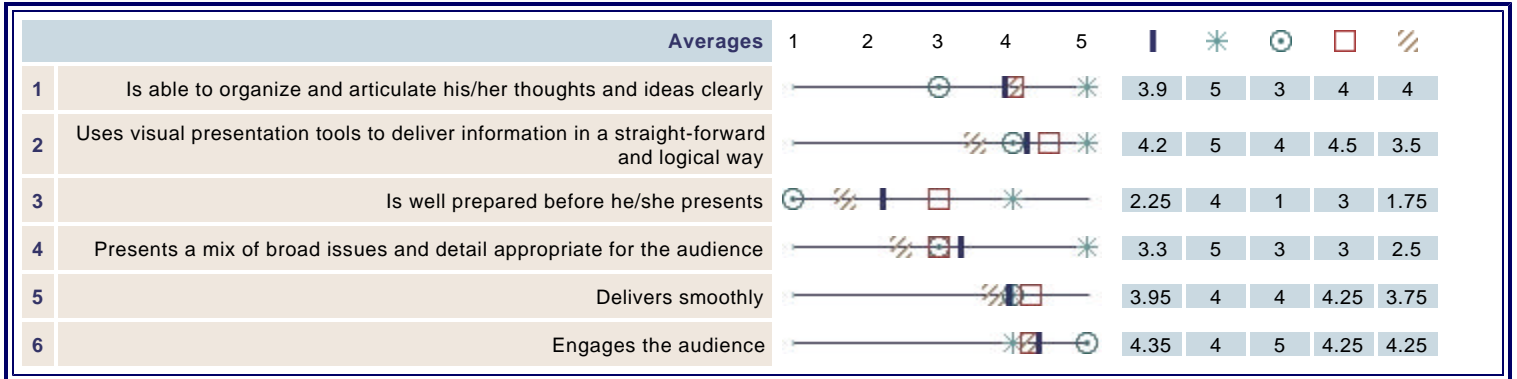 Averages 1 2 3 4 5
1 Is able to organize and articulate his/her thoughts and ideas clearly 3.9 5 3 4 4
2 Uses visual presentation tools to deliver information in a straight-forward
and logical way 4.2 5 4 4.5 3.5
3 Is well prepared before he/she presents 2.25 4 1 3 1.75
4 Presents a mix of broad issues and detail appropriate for the audience 3.3 5 3 3 2.5
5 Delivers smoothly 3.95 4 4 4.25 3.75
6 Engages the audience 4.35 4 5 4.25 4.25